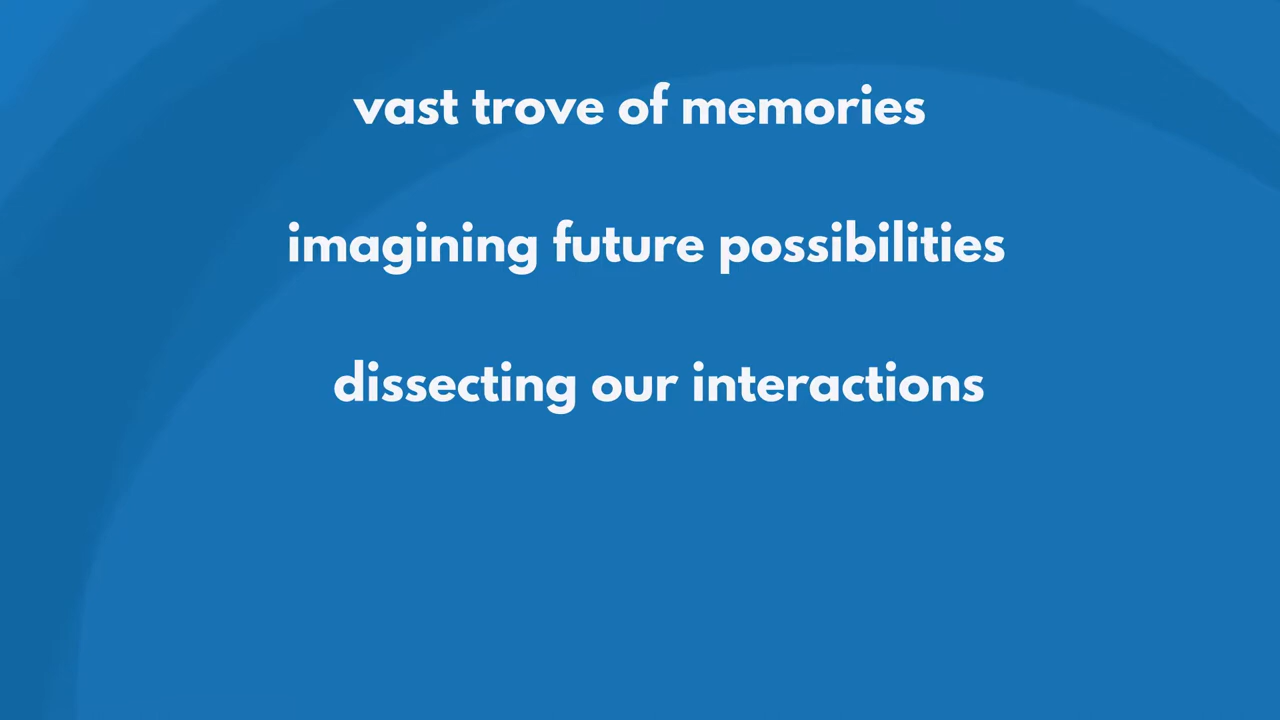 vast trove of memories
imagining future possibilities
dissecting our interactions